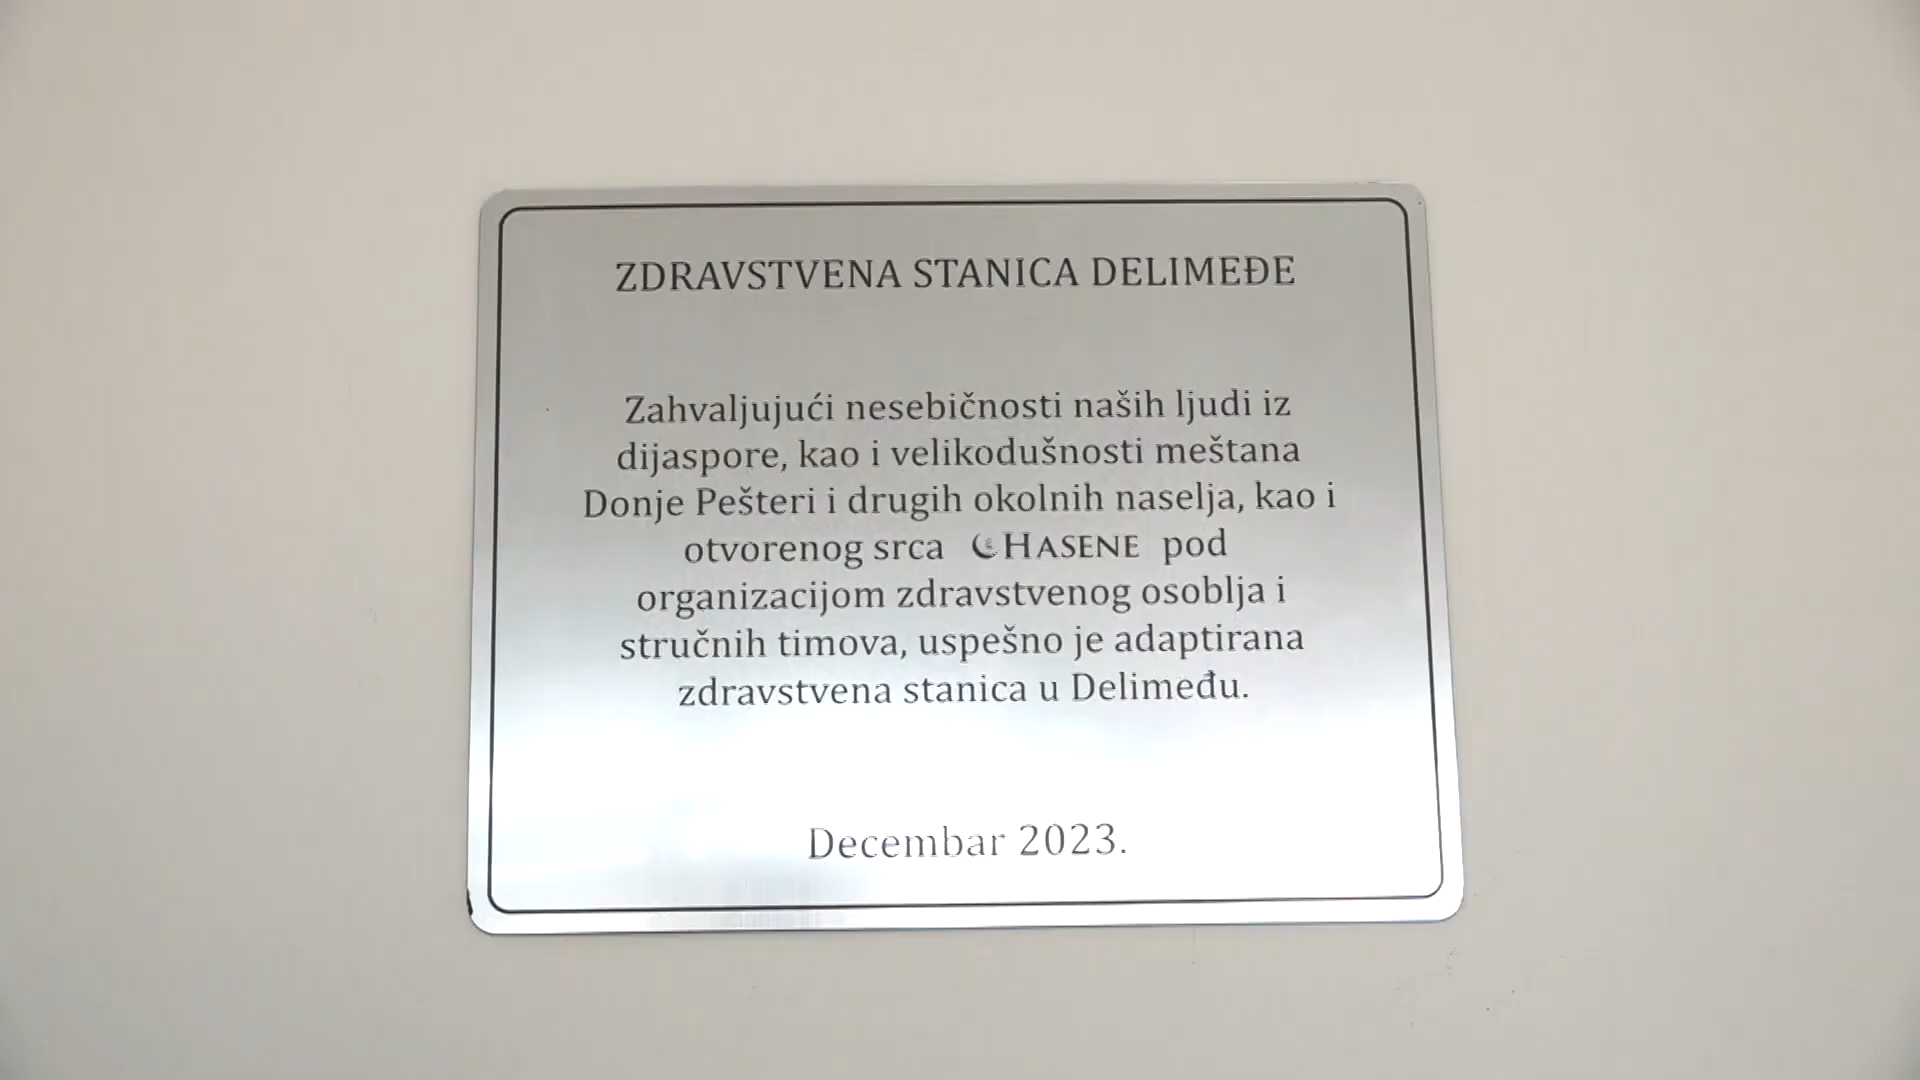 ZDRAVSTVENA STANICA DELIMEĐE
Zahvaljujući nesebičnosti naših ljudi iz
dijaspore, kao i velikodušnosti meštana
Donje Pešteri i drugih okolnih naselja, kao i
otvorenog srca HASENE pod
organizacijom zdravstvenog osoblja i
stručnih timova, uspešno je adaptirana
zdravstvena stanica u Delimeđu.
Decembar 2023.